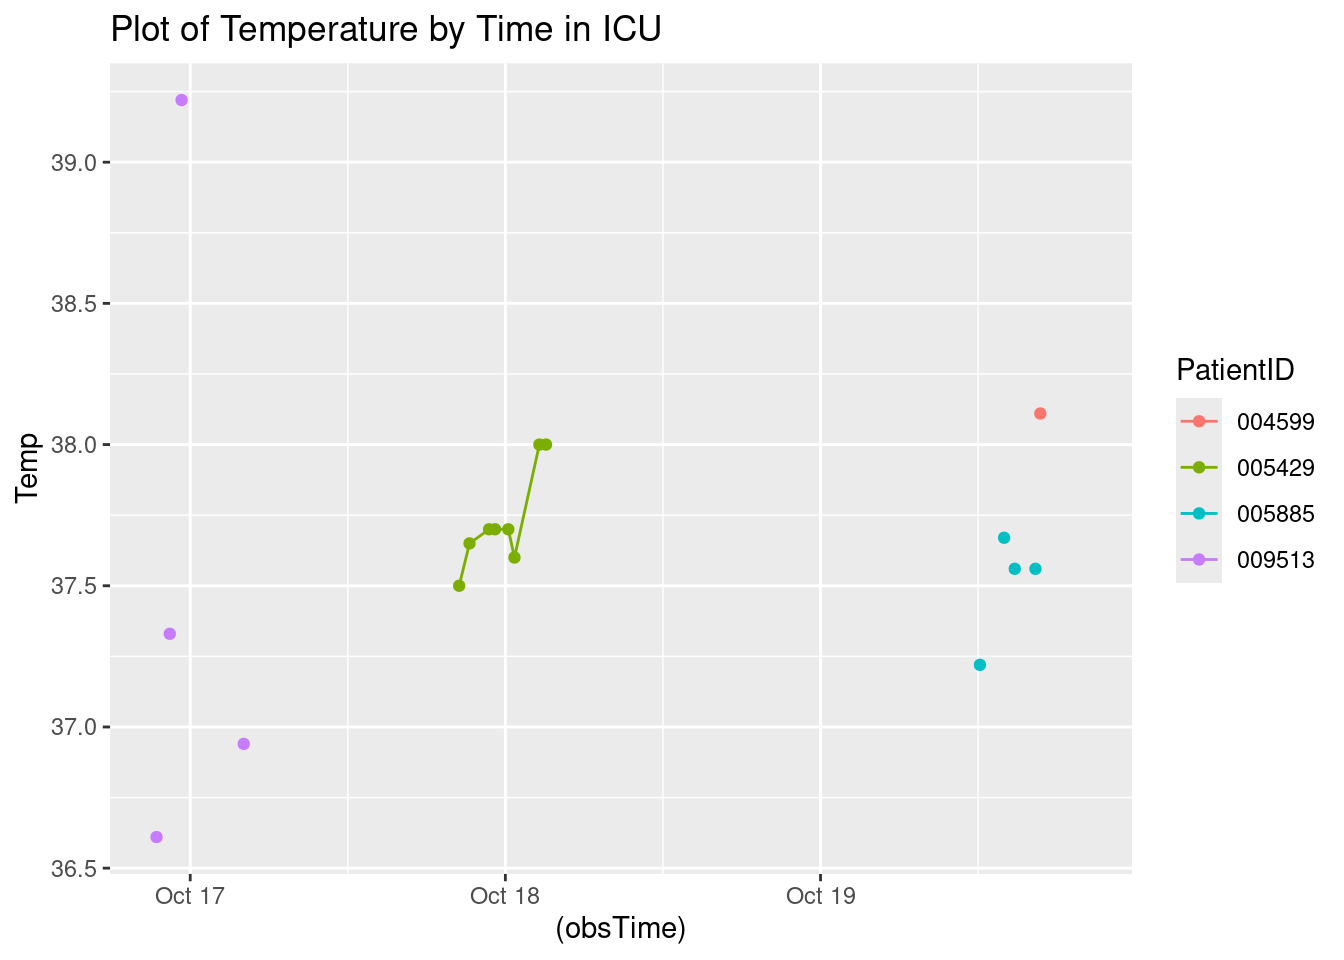 Plot of Temperature by Time in ICU
39.0
38.5
38.0
37.5
37.0
36.5
Temp
Oct 17
Oct 18
Oct 19
(obsTime)
PatientID
004599
005429
005885
009513